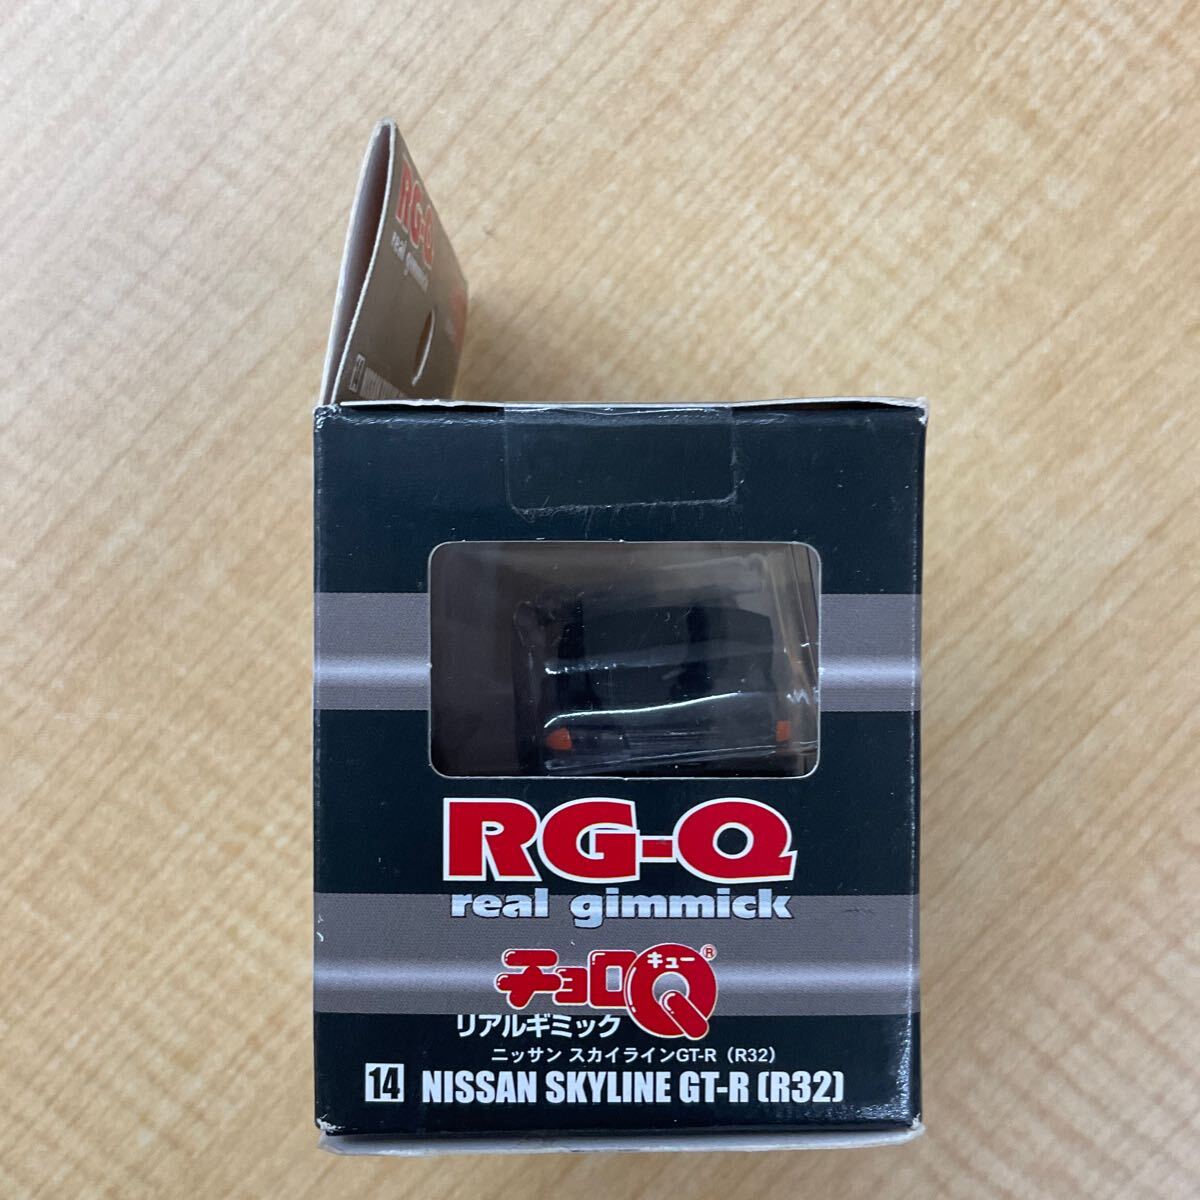 RG-Q
real gimmick
RG-Q
real gimmick
チョロQ キュー ®
リアルギミック
ニッサン スカイラインGT-R (R32)
14 NISSAN SKYLINE GT-R (R32)